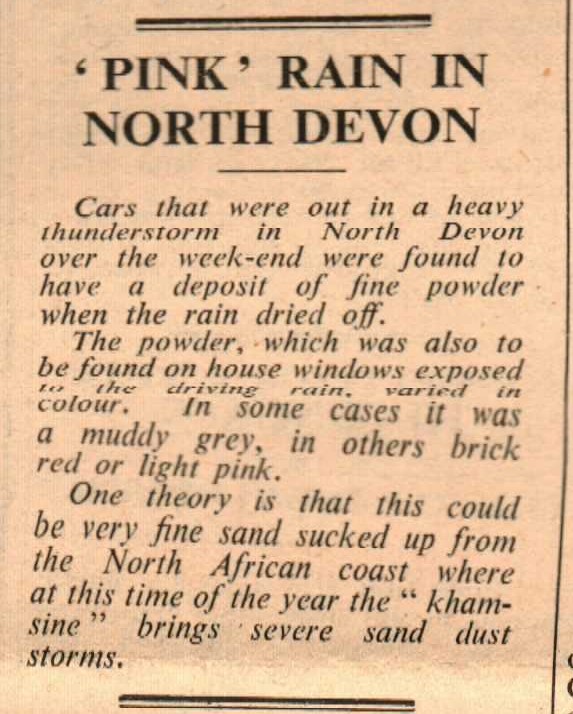 ‘ PINK ’ RAIN IN
NORTH DEVON
Cars that were out in a heavy
thunderstorm in North Devon
over the week-end were found to
have a deposit of fine powder
when the rain dried off.
The powder, which was also to
be found on house windows exposed
to the driving rain, varied in
colour. In some cases it was
a muddy grey, in others brick
red or light pink.
One theory is that this could
be very fine sand sucked up from
the North African coast where
at this time of the year the “ kham-
sine ” brings severe sand dust
storms.